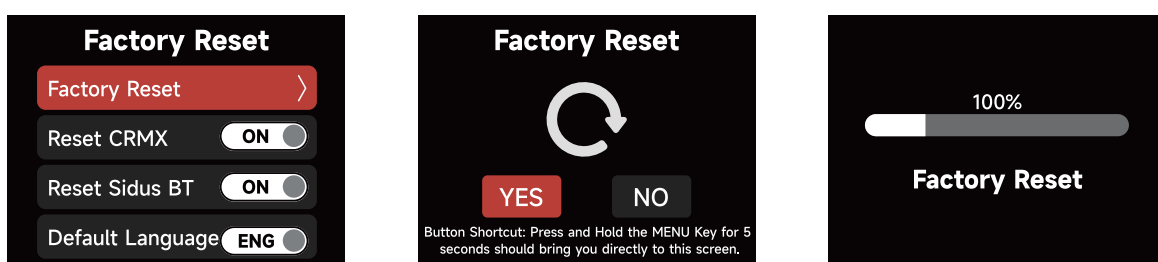 Factory Reset
Factory Reset
Reset CRMX ON
Reset Sidus BT ON
Default Language ENG
Factory Reset
YES NO
Button Shortcut: Press and Hold the MENU Key for 5
seconds should bring you directly to this screen.
100%
Factory Reset